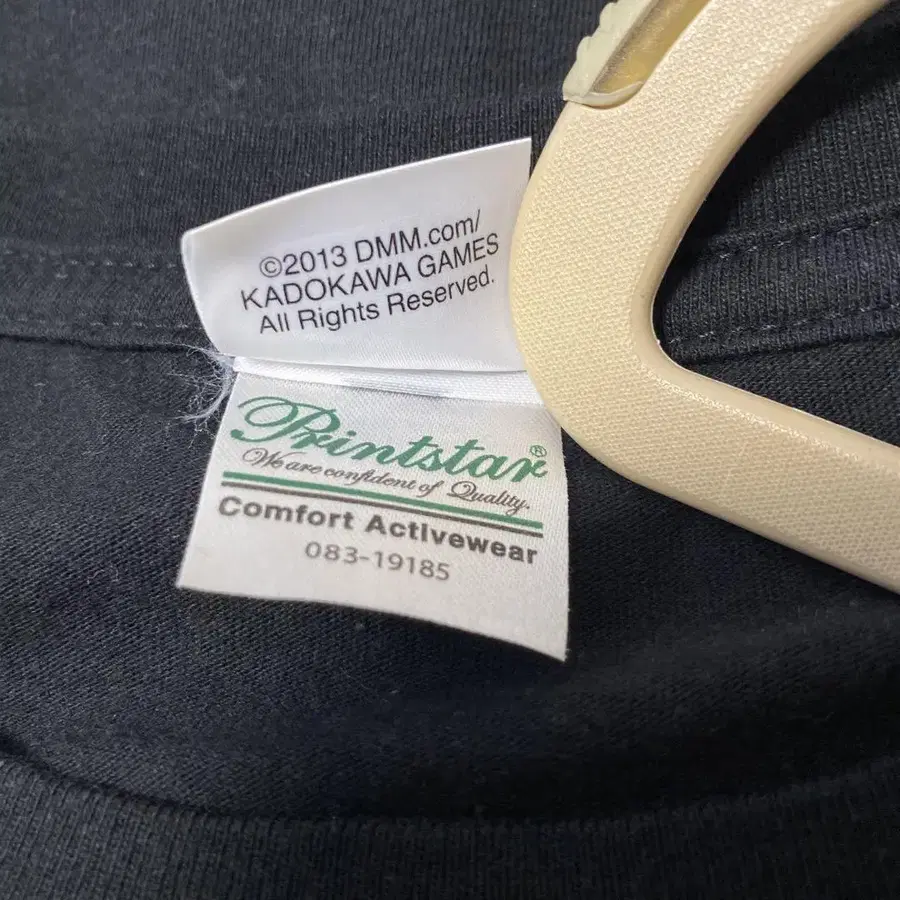 ©2013 DMM.com/
KADOKAWA GAMES
All Rights Reserved.
Printstar®
We are confident of Quality.
Comfort Activewear
083-19185